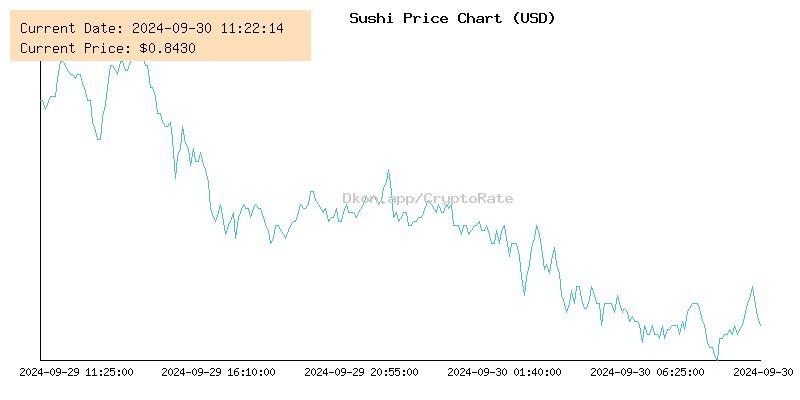 Sushi Price Chart (USD)
Current Date: 2024-09-30 11:22:14
Current Price: $0.8430
Dkon.app/CryptoRate
2024-09-29 11:25:00 2024-09-29 16:10:00 2024-09-29 20:55:00 2024-09-30 01:40:00 2024-09-30 06:25:00 2024-09-30